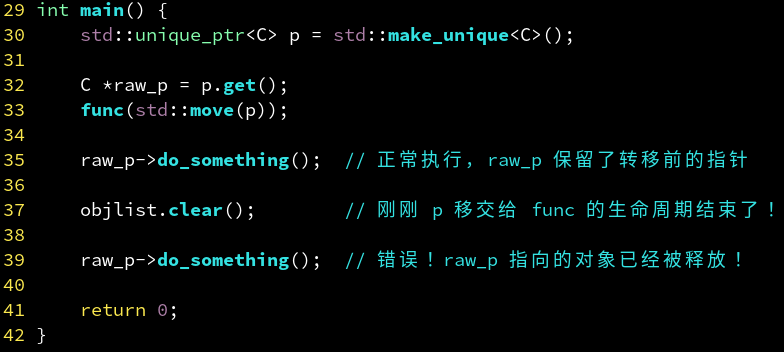 29 int main() {
30     std::unique_ptr<C> p = std::make_unique<C>();
31
32     C *raw_p = p.get();
33     func(std::move(p));
34
35     raw_p->do_something();  // 正常执行，raw_p 保留了转移前的指针
36
37     objlist.clear();        // 刚刚 p 移交给 func 的生命周期结束了！
38
39     raw_p->do_something();  // 错误！raw_p 指向的对象已经被释放！
40
41     return 0;
42 }